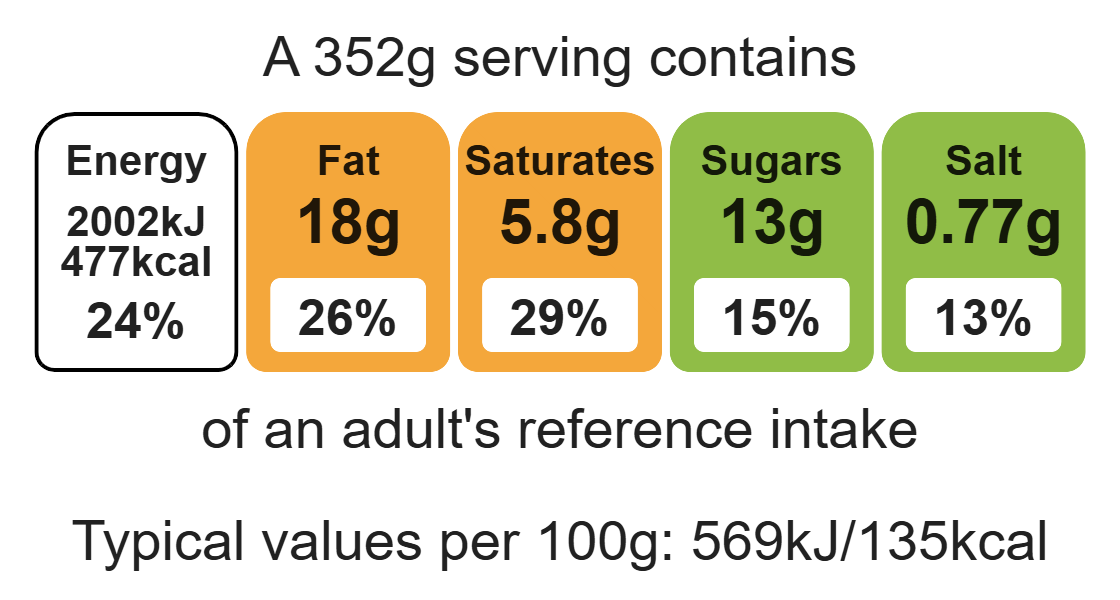 A 352g serving contains
Energy Fat Saturates Sugars Salt
2002kJ
477kcal
18g 5.8g 13g 0.77g
24% 26% 29% 15% 13%
of an adult's reference intake
Typical values per 100g: 569kJ/135kcal